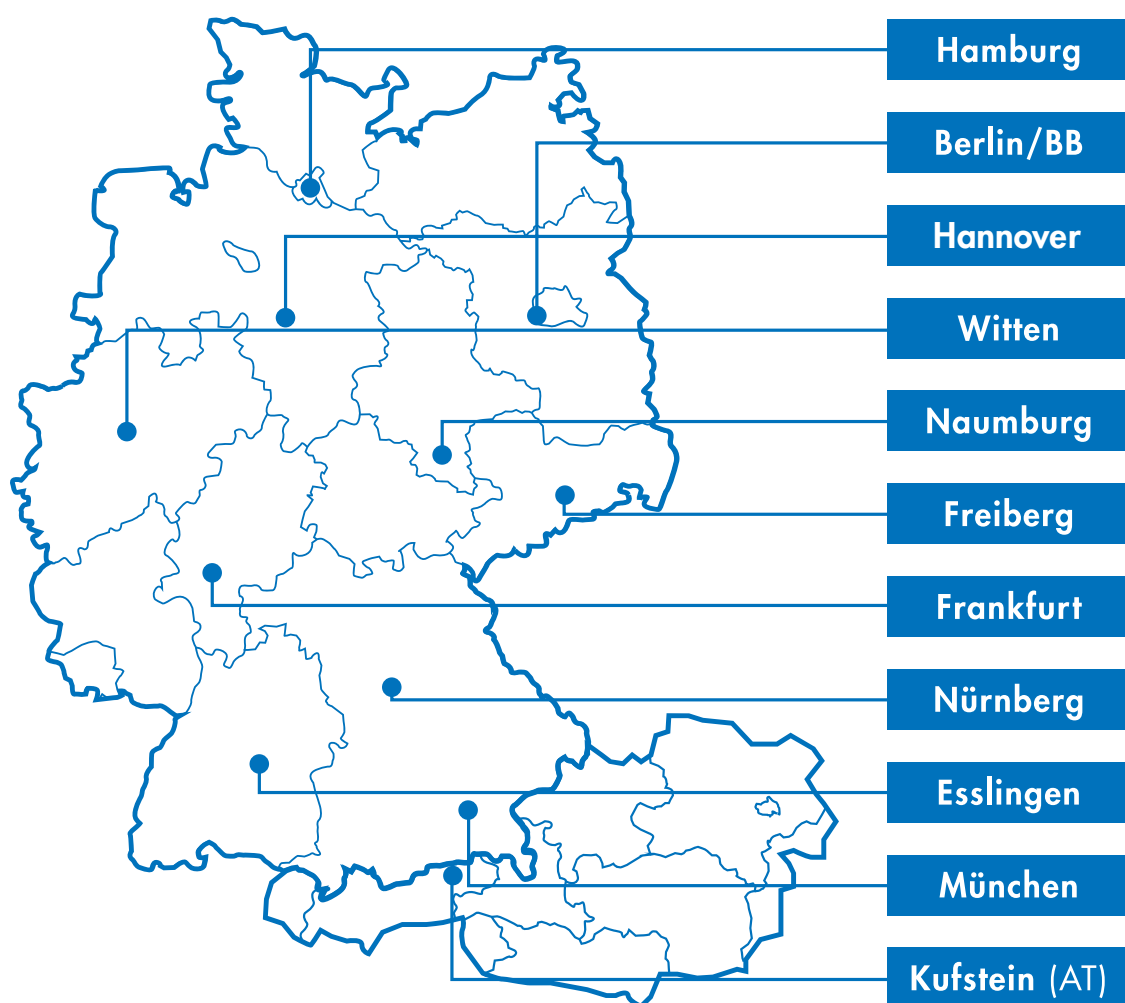 Hamburg
Berlin/BB
Hannover
Witten
Naumburg
Freiberg
Frankfurt
Nürnberg
Esslingen
München
Kufstein (AT)